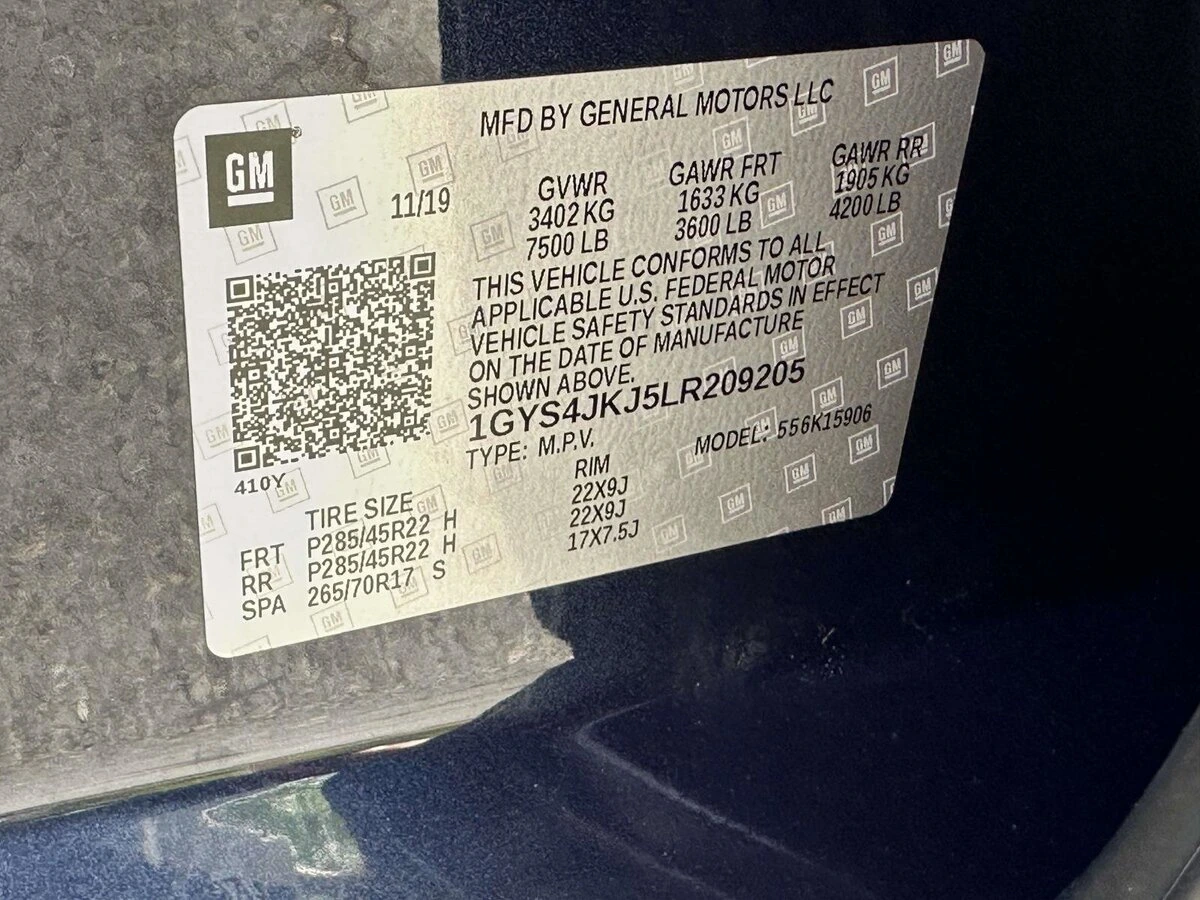 MFD BY GENERAL MOTORS LLC
GM
11/19
GVWR GAWR FRT GAWR RR
3402 KG 1633 KG 1905 KG
7500 LB 3600 LB 4200 LB
THIS VEHICLE CONFORMS TO ALL
APPLICABLE U.S. FEDERAL MOTOR
VEHICLE SAFETY STANDARDS IN EFFECT
ON THE DATE OF MANUFACTURE
SHOWN ABOVE.
1GYS4JKJ5LR209205
TYPE: M.P.V. MODEL: 556K15906
410Y
TIRE SIZE RIM
FRT P285/45R22 H 22X9J
RR P285/45R22 H 22X9J
SPA 265/70R17 S 17X7.5J